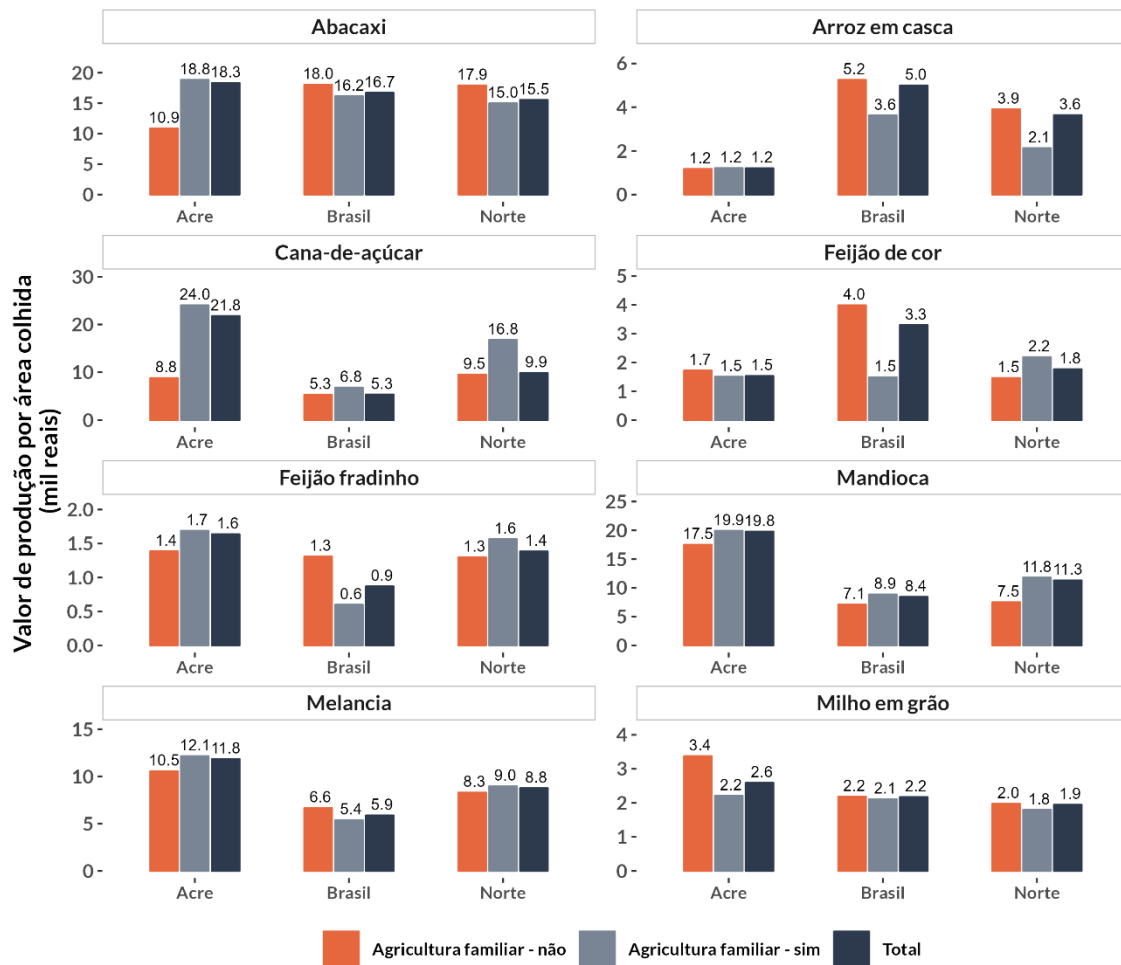 Valor de produção por área colhida
(mil reais)
Abacaxi
20
15
10
5
0
10.9 18.8 18.3
18.0 16.2 16.7
17.9 15.0 15.5
Acre Brasil Norte
Arroz em casca
6
4
2
0
1.2 1.2 1.2
5.2 3.6 5.0
3.9 2.1 3.6
Acre Brasil Norte
Cana-de-açúcar
30
20
10
0
8.8 24.0 21.8
5.3 6.8 5.3
9.5 16.8 9.9
Acre Brasil Norte
Feijão de cor
5
4
3
2
1
0
1.7 1.5 1.5
4.0 1.5 3.3
1.5 2.2 1.8
Acre Brasil Norte
Feijão fradinho
2.0
1.5
1.0
0.5
0.0
1.4 1.7 1.6
1.3 0.6 0.9
1.3 1.6 1.4
Acre Brasil Norte
Mandioca
25
20
15
10
5
0
17.5 19.9 19.8
7.1 8.9 8.4
7.5 11.8 11.3
Acre Brasil Norte
Melancia
15
10
5
0
10.5 12.1 11.8
6.6 5.4 5.9
8.3 9.0 8.8
Acre Brasil Norte
Milho em grão
4
3
2
1
0
3.4 2.2 2.6
2.2 2.1 2.2
2.0 1.8 1.9
Acre Brasil Norte
Agricultura familiar - não Agricultura familiar - sim Total